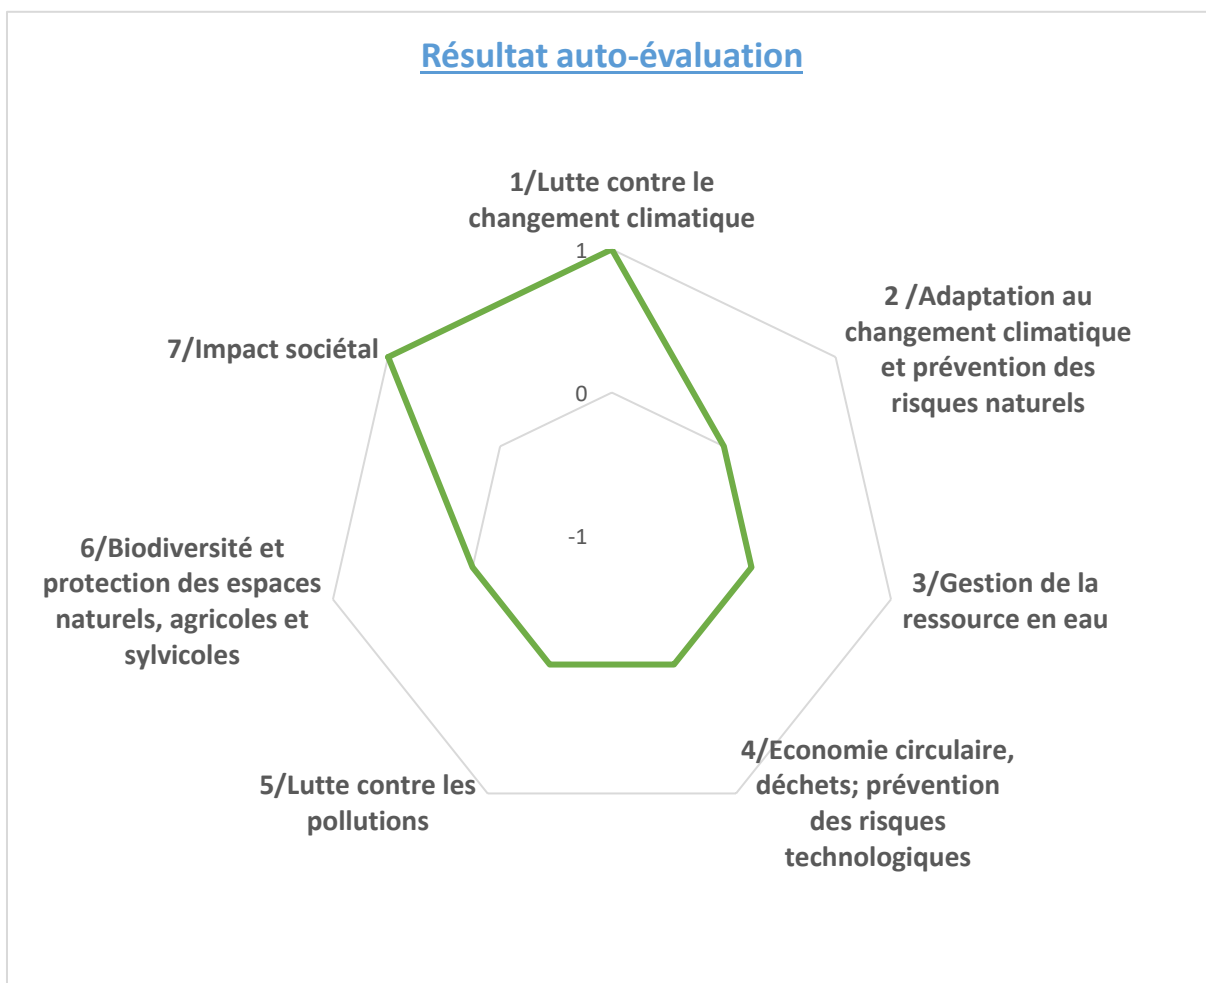 Résultat auto-évaluation
1/Lutte contre le
changement climatique
1
2 /Adaptation au
changement climatique
et prévention des
risques naturels
7/Impact sociétal
0
-1
6/Biodiversité et
protection des espaces
naturels, agricoles et
sylvicoles
3/Gestion de la
ressource en eau
4/Economie circulaire,
déchets; prévention
des risques
technologiques
5/Lutte contre les
pollutions